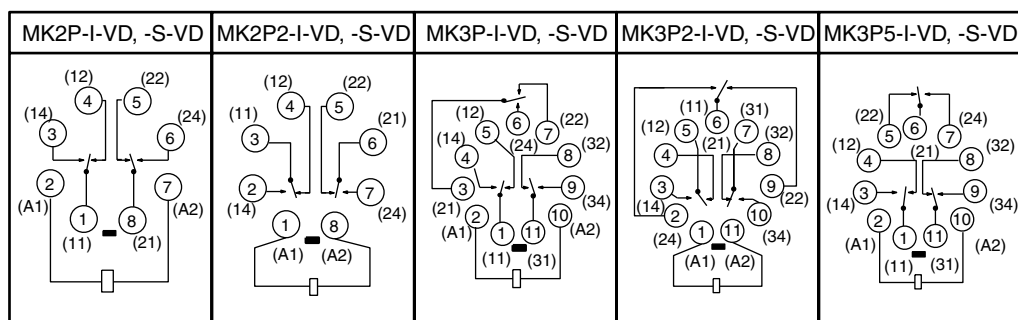 MK2P-I-VD, -S-VD MK2P2-I-VD, -S-VD MK3P-I-VD, -S-VD MK3P2-I-VD, -S-VD MK3P5-I-VD, -S-VD
(12) (22)
4 5
(14) (24)
3 6
2 7
(A1) (A2)
1 8
(11) (21)
(12) (22)
4 5
(11) (21)
3 6
2 7
(14) (24)
1 8
(A1) (A2)
6
(12) 5 7 (22)
(14) (24)
4 8 (32)
3 9
(21) (34)
2 10
(A1) (A2)
1 11
(11) (31)
(11) 6 (31)
(12) 5 7
(21) (32)
4 8
3 9
(14) (22)
2 10
(24) (34)
1 11
(A1) (A2)
(22) 5 6 7 (24)
(12) 4 (21) 8 (32)
3 9
(14) (34)
2 10
(A1) 1 11 (A2)
(11) (31)